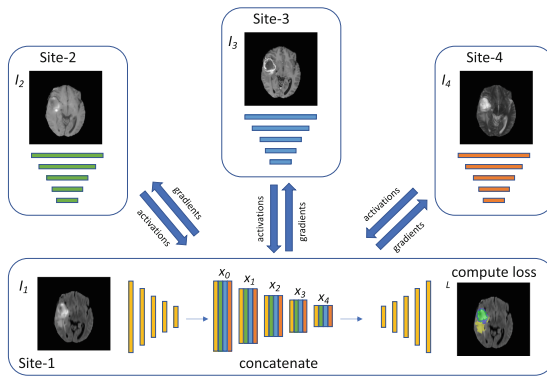 Site-3
Site-2
Site-4
I2
I3
I4
activations
gradients
activations
gradients
activations
gradients
I1
x0
x1
x2
x3
x4
compute loss
L
Site-1
concatenate